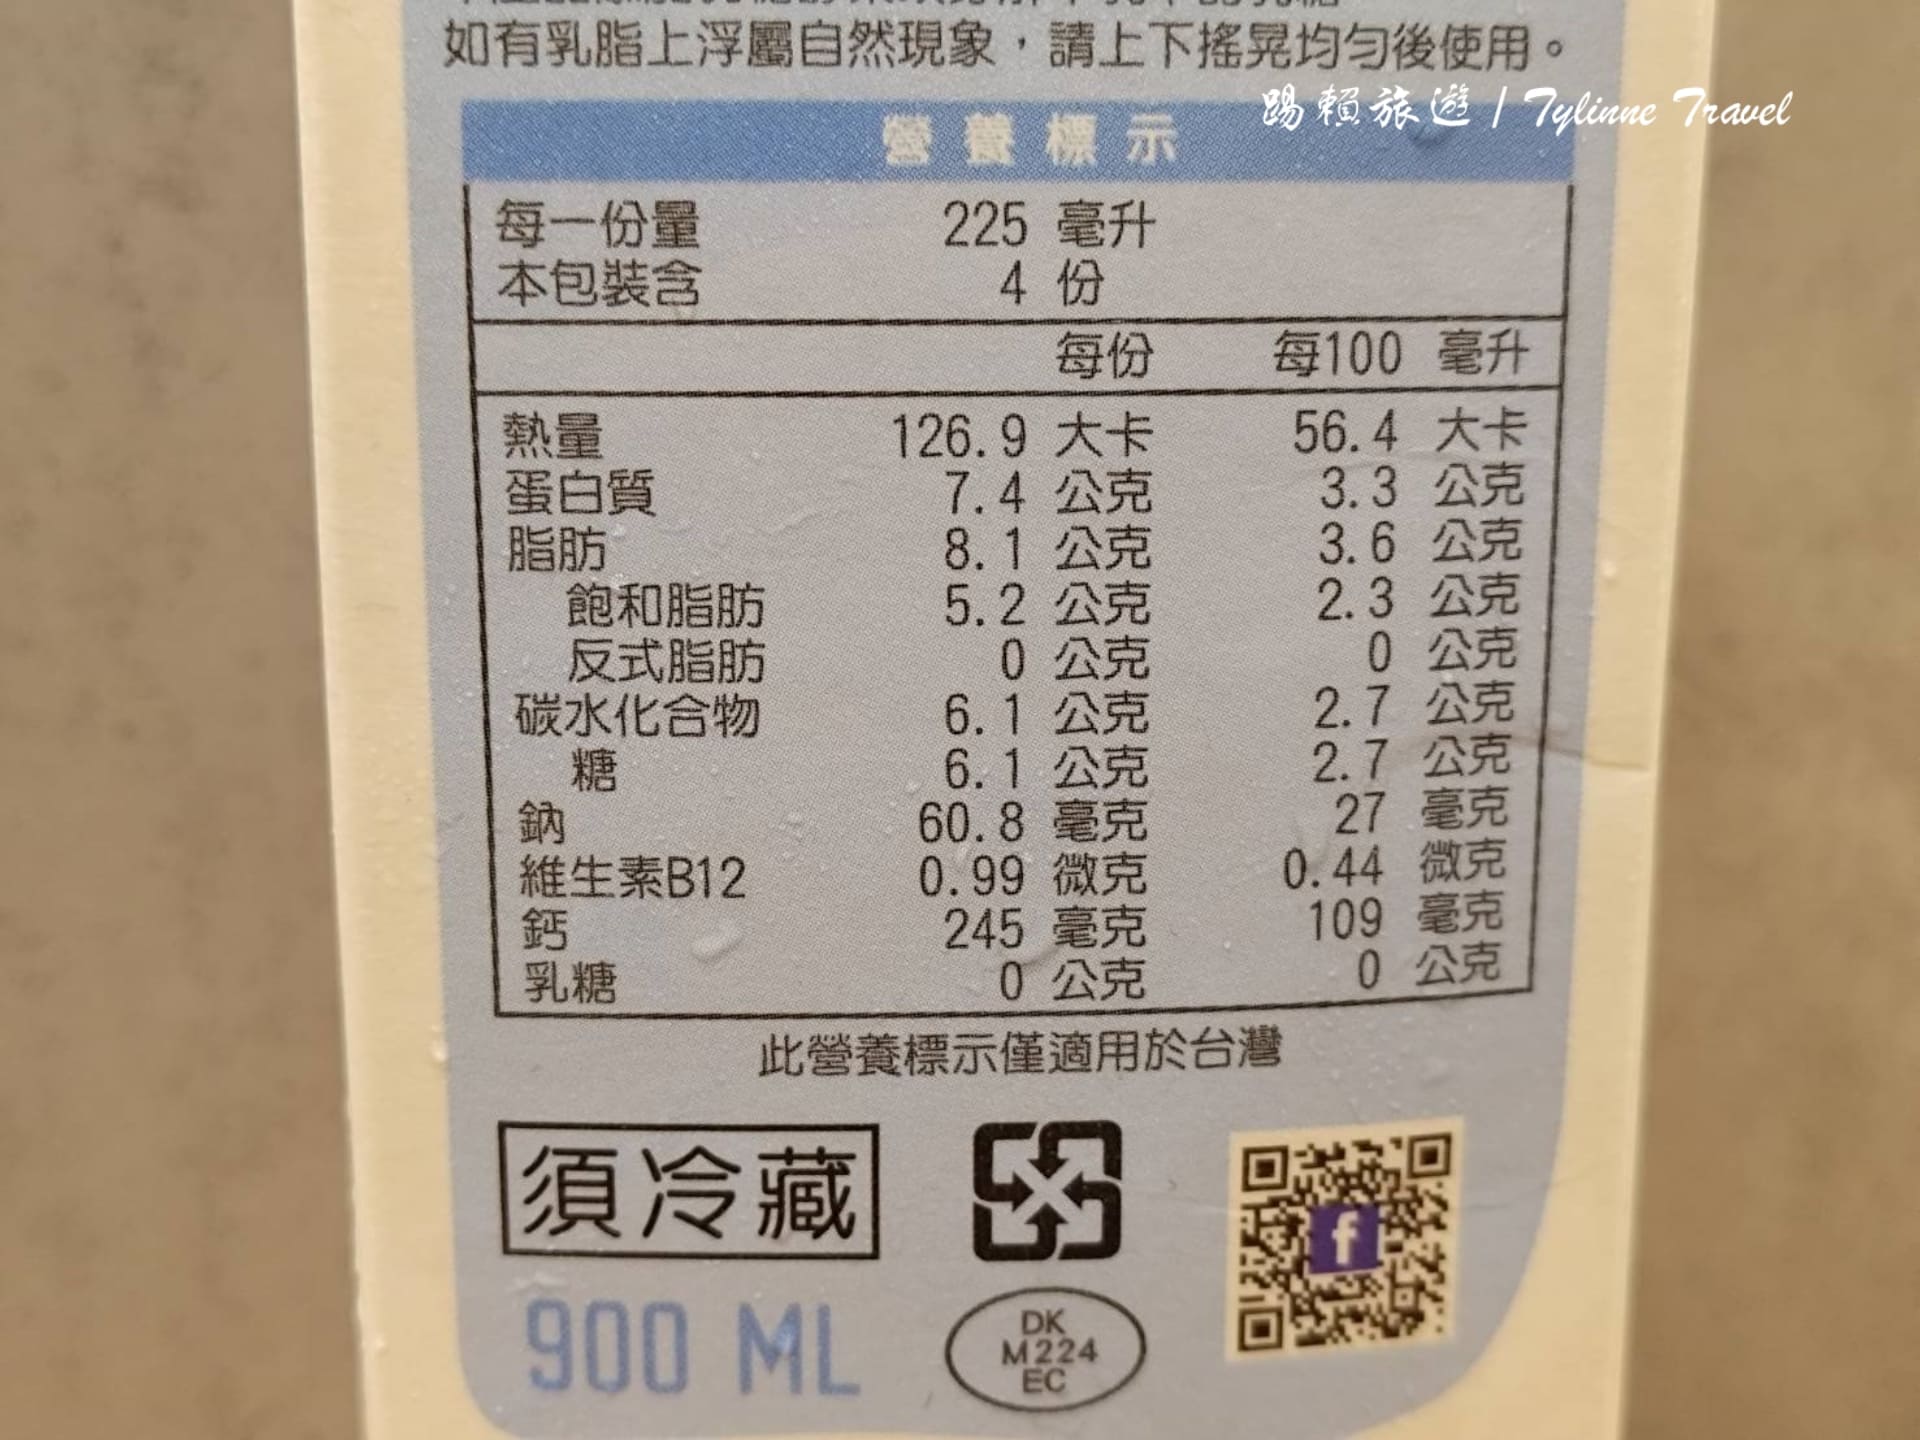 如有乳脂上浮屬自然現象，請上下搖晃均勻後使用。
踢賴旅遊 / Tylinne Travel
營養標示
每一份量 225 毫升
本包裝含 4 份
每份 每100 毫升
熱量 126.9 大卡 56.4 大卡
蛋白質 7.4 公克 3.3 公克
脂肪 8.1 公克 3.6 公克
飽和脂肪 5.2 公克 2.3 公克
反式脂肪 0 公克 0 公克
碳水化合物 6.1 公克 2.7 公克
糖 6.1 公克 2.7 公克
鈉 60.8 毫克 27 毫克
維生素B12 0.99 微克 0.44 微克
鈣 245 毫克 109 毫克
乳糖 0 公克 0 公克
此營養標示僅適用於台灣
須冷藏
f
900 ML
DK
M224
EC